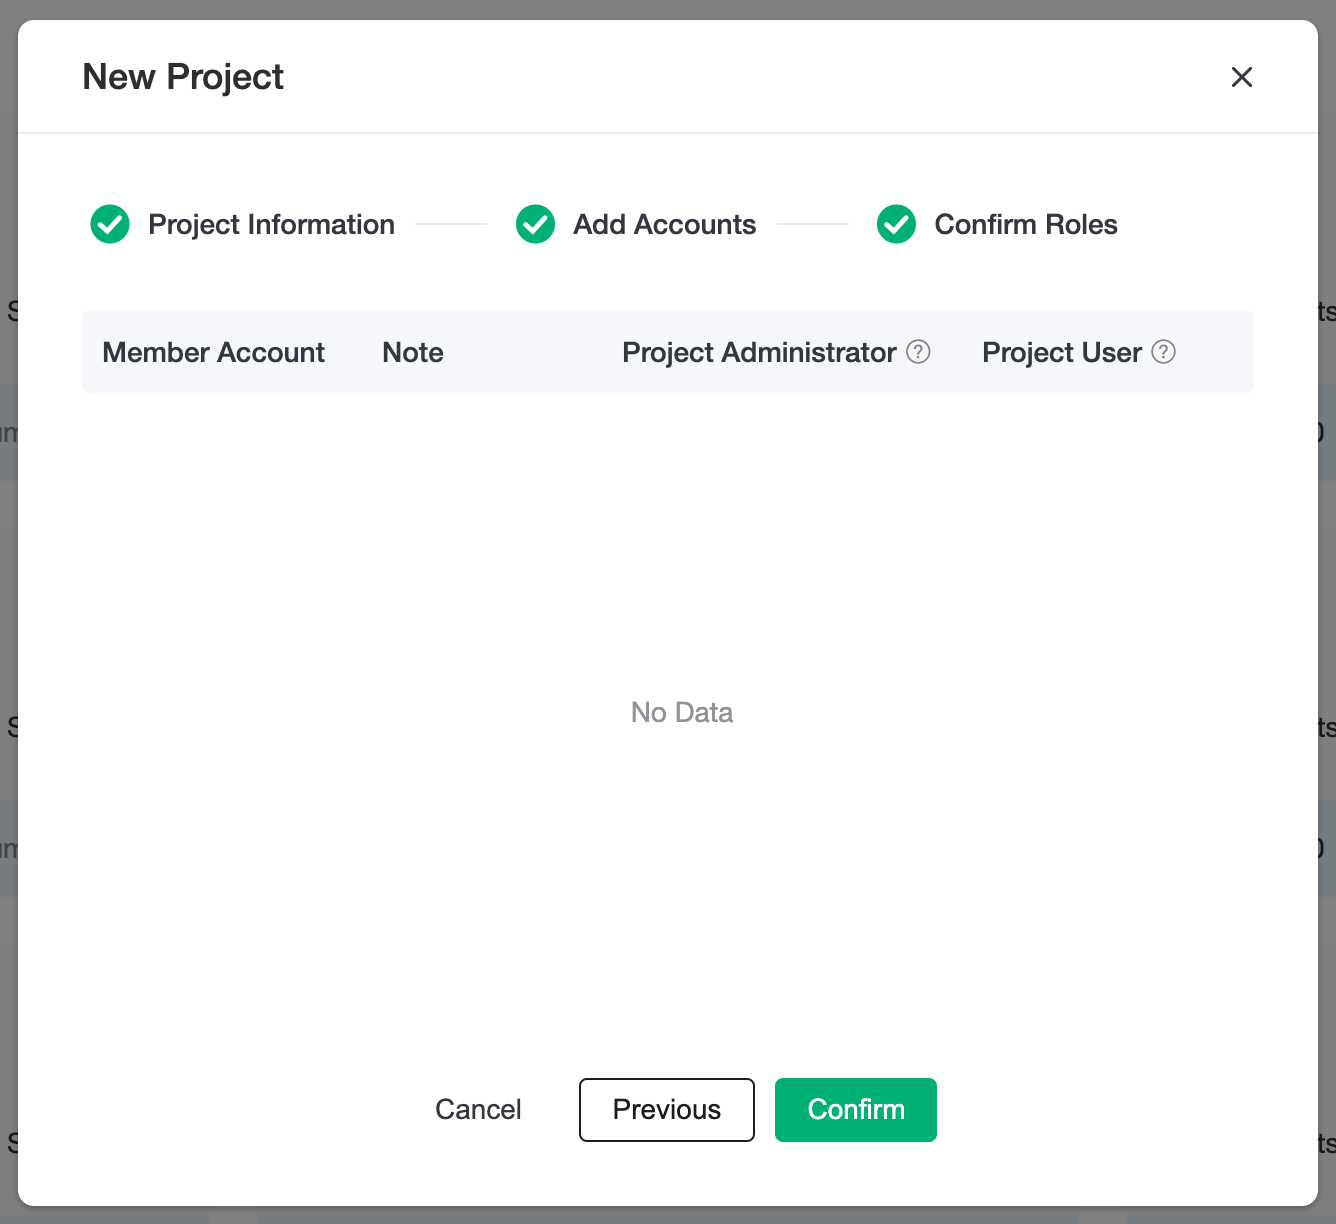 New Project
Project Information Add Accounts Confirm Roles
Member Account Note Project Administrator Project User
No Data
Cancel Previous Confirm